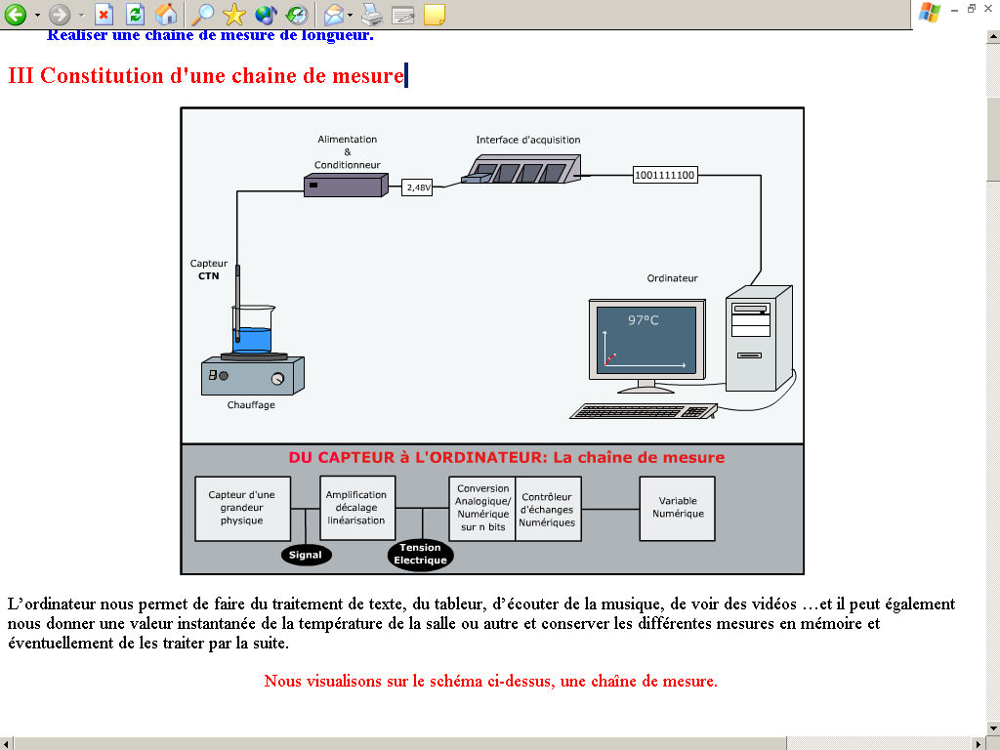 Réaliser une chaîne de mesure de longueur.
III Constitution d'une chaine de mesure
Alimentation
&
Conditionneur
Interface d'acquisition
2,48V
1001111100
Capteur
CTN
Ordinateur
97°C
Chauffage
DU CAPTEUR à L'ORDINATEUR: La chaîne de mesure
Capteur d'une
grandeur
physique
Amplification
décalage
linéarisation
Conversion
Analogique/
Numérique
sur n bits
Contrôleur
d'échanges
Numériques
Variable
Numérique
Signal
Tension
Electrique
L’ordinateur nous permet de faire du traitement de texte, du tableur, d’écouter de la musique, de voir des vidéos …et il peut également
nous donner une valeur instantanée de la température de la salle ou autre et conserver les différentes mesures en mémoire et
éventuellement de les traiter par la suite.
Nous visualisons sur le schéma ci-dessus, une chaîne de mesure.